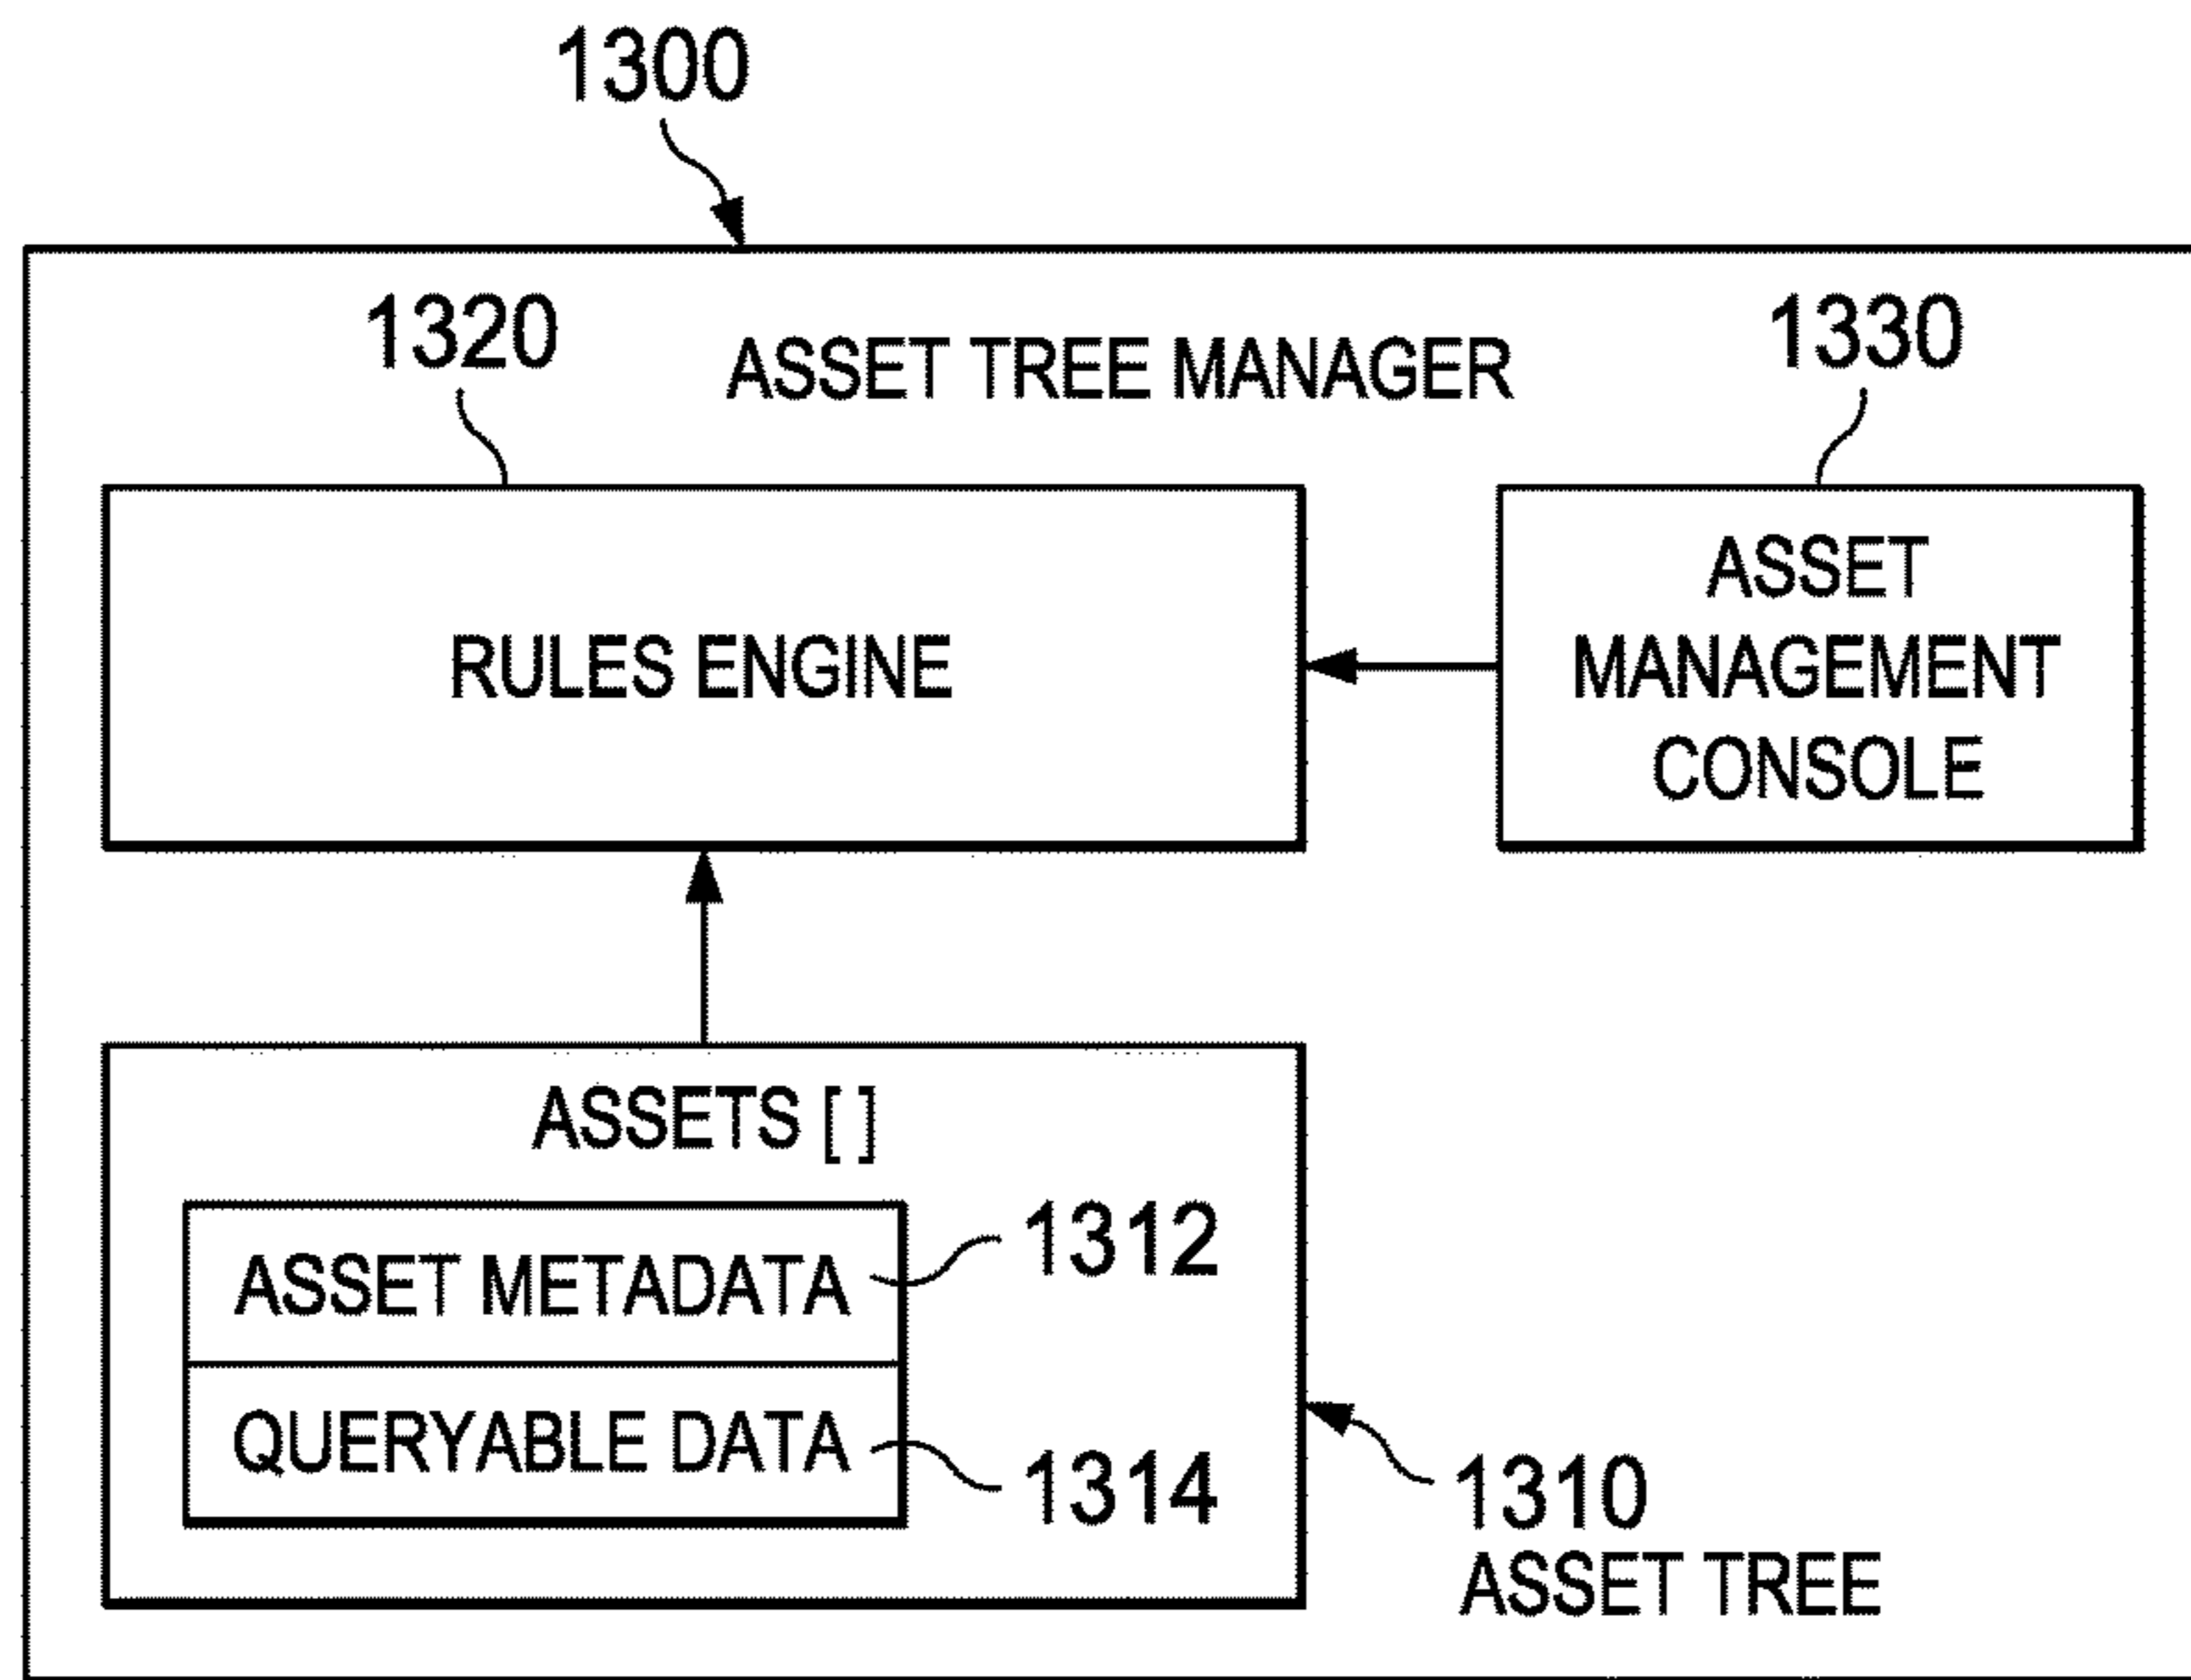 1300
1320
ASSET TREE MANAGER
1330
RULES ENGINE
ASSET
MANAGEMENT
CONSOLE
ASSETS [ ]
ASSET METADATA
1312
QUERYABLE DATA
1314
1310
ASSET TREE